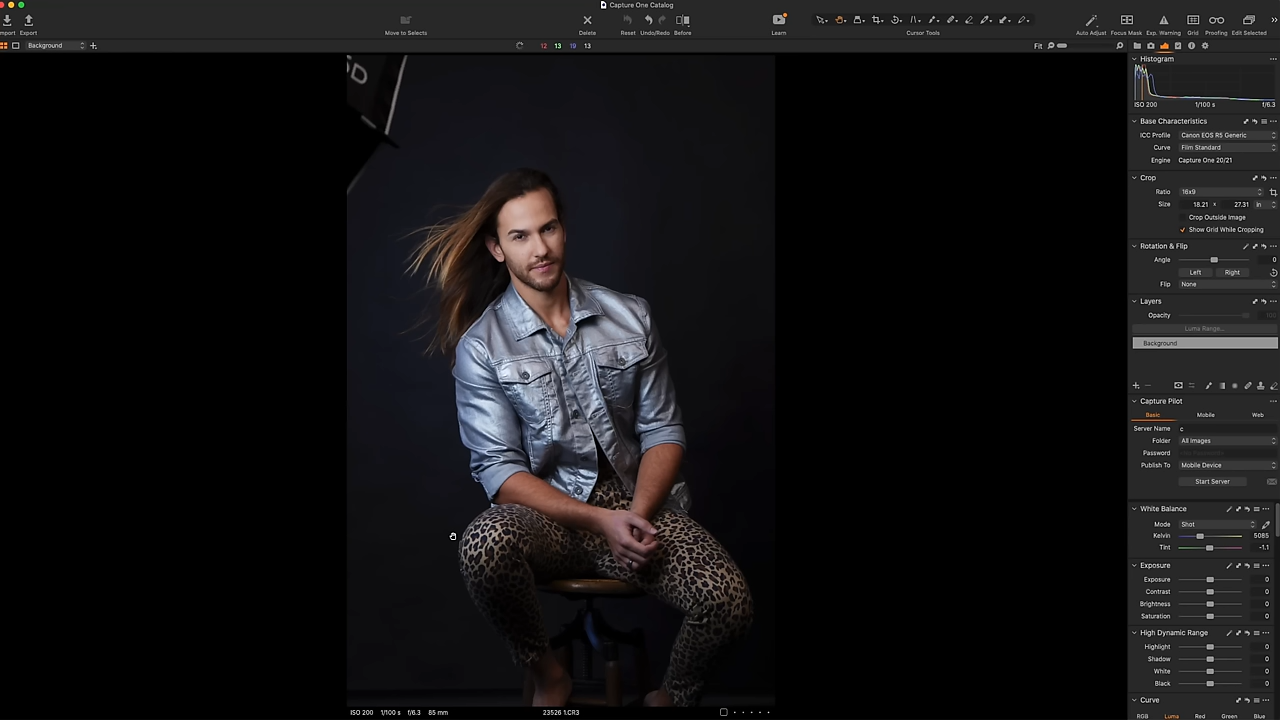 Capture One Catalog
Export
Move to Selects
Delete
Reset
Undo/Redo
Before
Learn
Cursor Tools
Auto Adjust
Focus Mask
Exp. Warning
Grid
Proofing
Edit Selected
Background
12 13 19 13
Fit
Histogram
ISO 200 1/100 s f/6.3
Base Characteristics
ICC Profile Canon EOS R5 Generic
Curve Film Standard
Engine Capture One 20/21
Crop
Ratio 16x9
Size 18.21 x 27.31 in
Crop Outside Image
Show Grid While Cropping
Rotation & Flip
Angle 0
Left Right
Flip None
Layers
Opacity 100
Luma Range...
Background
Capture Pilot
Basic Mobile Web
Server Name c
Folder All Images
Password
Publish To Mobile Device
Start Server
White Balance
Mode Shot
Kelvin 5085
Tint -1.1
Exposure
Exposure 0
Contrast 0
Brightness 0
Saturation 0
High Dynamic Range
Highlight 0
Shadow 0
White 0
Black 0
Curve
RGB Luma Red Green Blue
ISO 200 1/100 s f/6.3 85 mm
23526 1.CR3